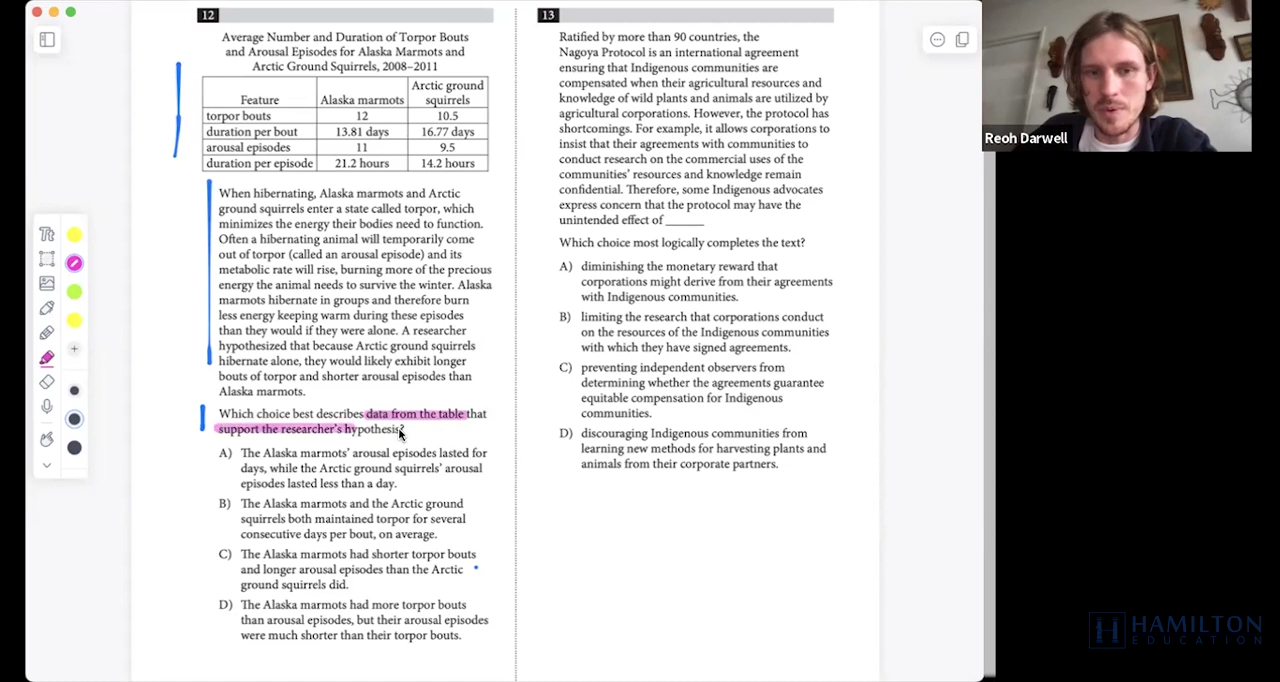 12
Average Number and Duration of Torpor Bouts
and Arousal Episodes for Alaska Marmots and
Arctic Ground Squirrels, 2008–2011
Feature Alaska marmots Arctic ground squirrels
torpor bouts 12 10.5
duration per bout 13.81 days 16.77 days
arousal episodes 11 9.5
duration per episode 21.2 hours 14.2 hours
When hibernating, Alaska marmots and Arctic
ground squirrels enter a state called torpor, which
minimizes the energy their bodies need to function.
Often a hibernating animal will temporarily come
out of torpor (called an arousal episode) and its
metabolic rate will rise, burning more of the precious
energy the animal needs to survive the winter. Alaska
marmots hibernate in groups and therefore burn
less energy keeping warm during these episodes
than they would if they were alone. A researcher
hypothesized that because Arctic ground squirrels
hibernate alone, they would likely exhibit longer
bouts of torpor and shorter arousal episodes than
Alaska marmots.
Which choice best describes data from the table that
support the researcher's hypothesis?
A) The Alaska marmots' arousal episodes lasted for
days, while the Arctic ground squirrels' arousal
episodes lasted less than a day.
B) The Alaska marmots and the Arctic ground
squirrels both maintained torpor for several
consecutive days per bout, on average.
C) The Alaska marmots had shorter torpor bouts
and longer arousal episodes than the Arctic
ground squirrels did.
D) The Alaska marmots had more torpor bouts
than arousal episodes, but their arousal episodes
were much shorter than their torpor bouts.
13
Ratified by more than 90 countries, the
Nagoya Protocol is an international agreement
ensuring that Indigenous communities are
compensated when their agricultural resources and
knowledge of wild plants and animals are utilized by
agricultural corporations. However, the protocol has
shortcomings. For example, it allows corporations to
insist that their agreements with communities to
conduct research on the commercial uses of the
communities' resources and knowledge remain
confidential. Therefore, some Indigenous advocates
express concern that the protocol may have the
unintended effect of ______
Which choice most logically completes the text?
A) diminishing the monetary reward that
corporations might derive from their agreements
with Indigenous communities.
B) limiting the research that corporations conduct
on the resources of the Indigenous communities
with which they have signed agreements.
C) preventing independent observers from
determining whether the agreements guarantee
equitable compensation for Indigenous
communities.
D) discouraging Indigenous communities from
learning new methods for harvesting plants and
animals from their corporate partners.
Reoh Darwell
HAMILTON
EDUCATION